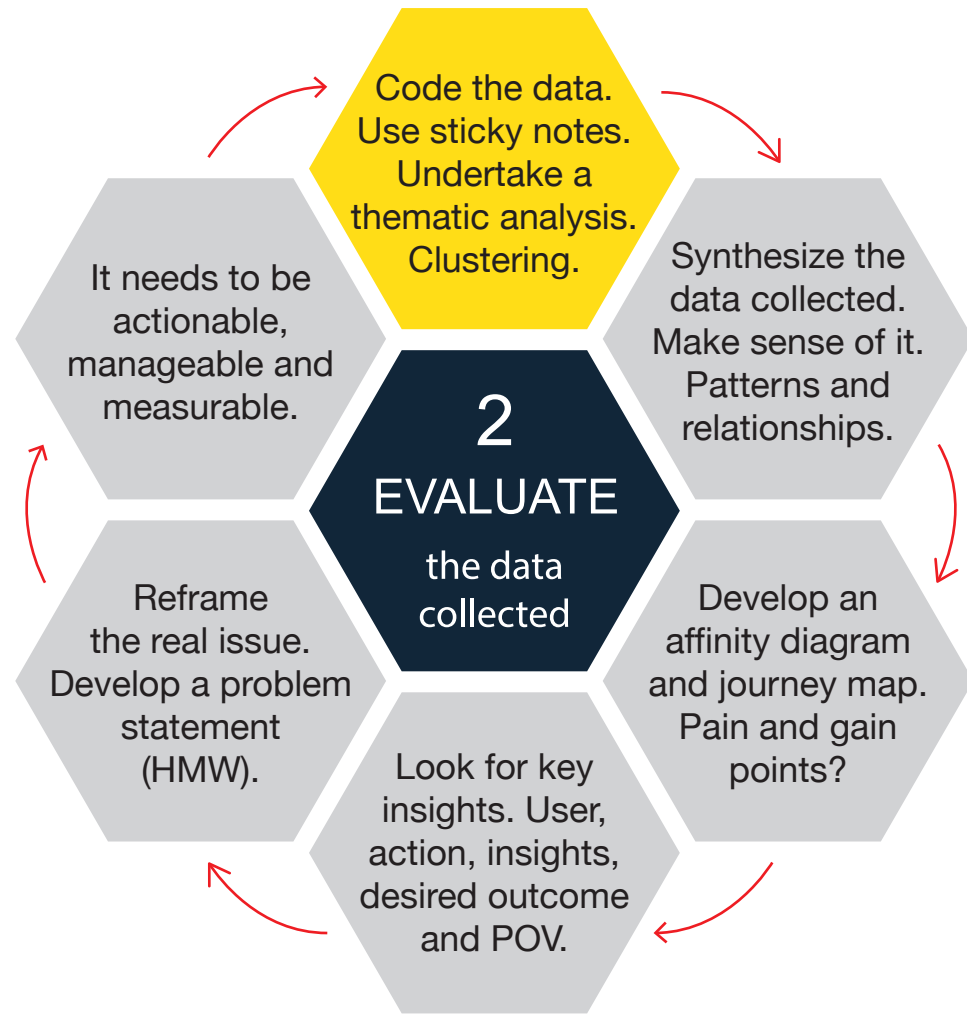 Code the data.
Use sticky notes.
Undertake a
thematic analysis.
Clustering.
Synthesize the
data collected.
Make sense of it.
Patterns and
relationships.
Develop an
affinity diagram
and journey map.
Pain and gain
points?
Look for key
insights. User,
action, insights,
desired outcome
and POV.
Reframe
the real issue.
Develop a problem
statement
(HMW).
It needs to be
actionable,
manageable and
measurable.
2
EVALUATE
the data
collected